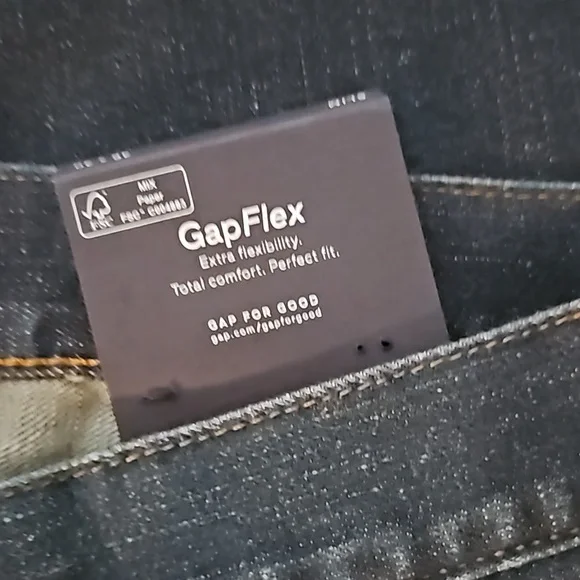 MIX
Paper
FSC
GapFlex
Extra flexibility.
Total comfort. Perfect fit.
GAP FOR GOOD
gap.com/gapforgood